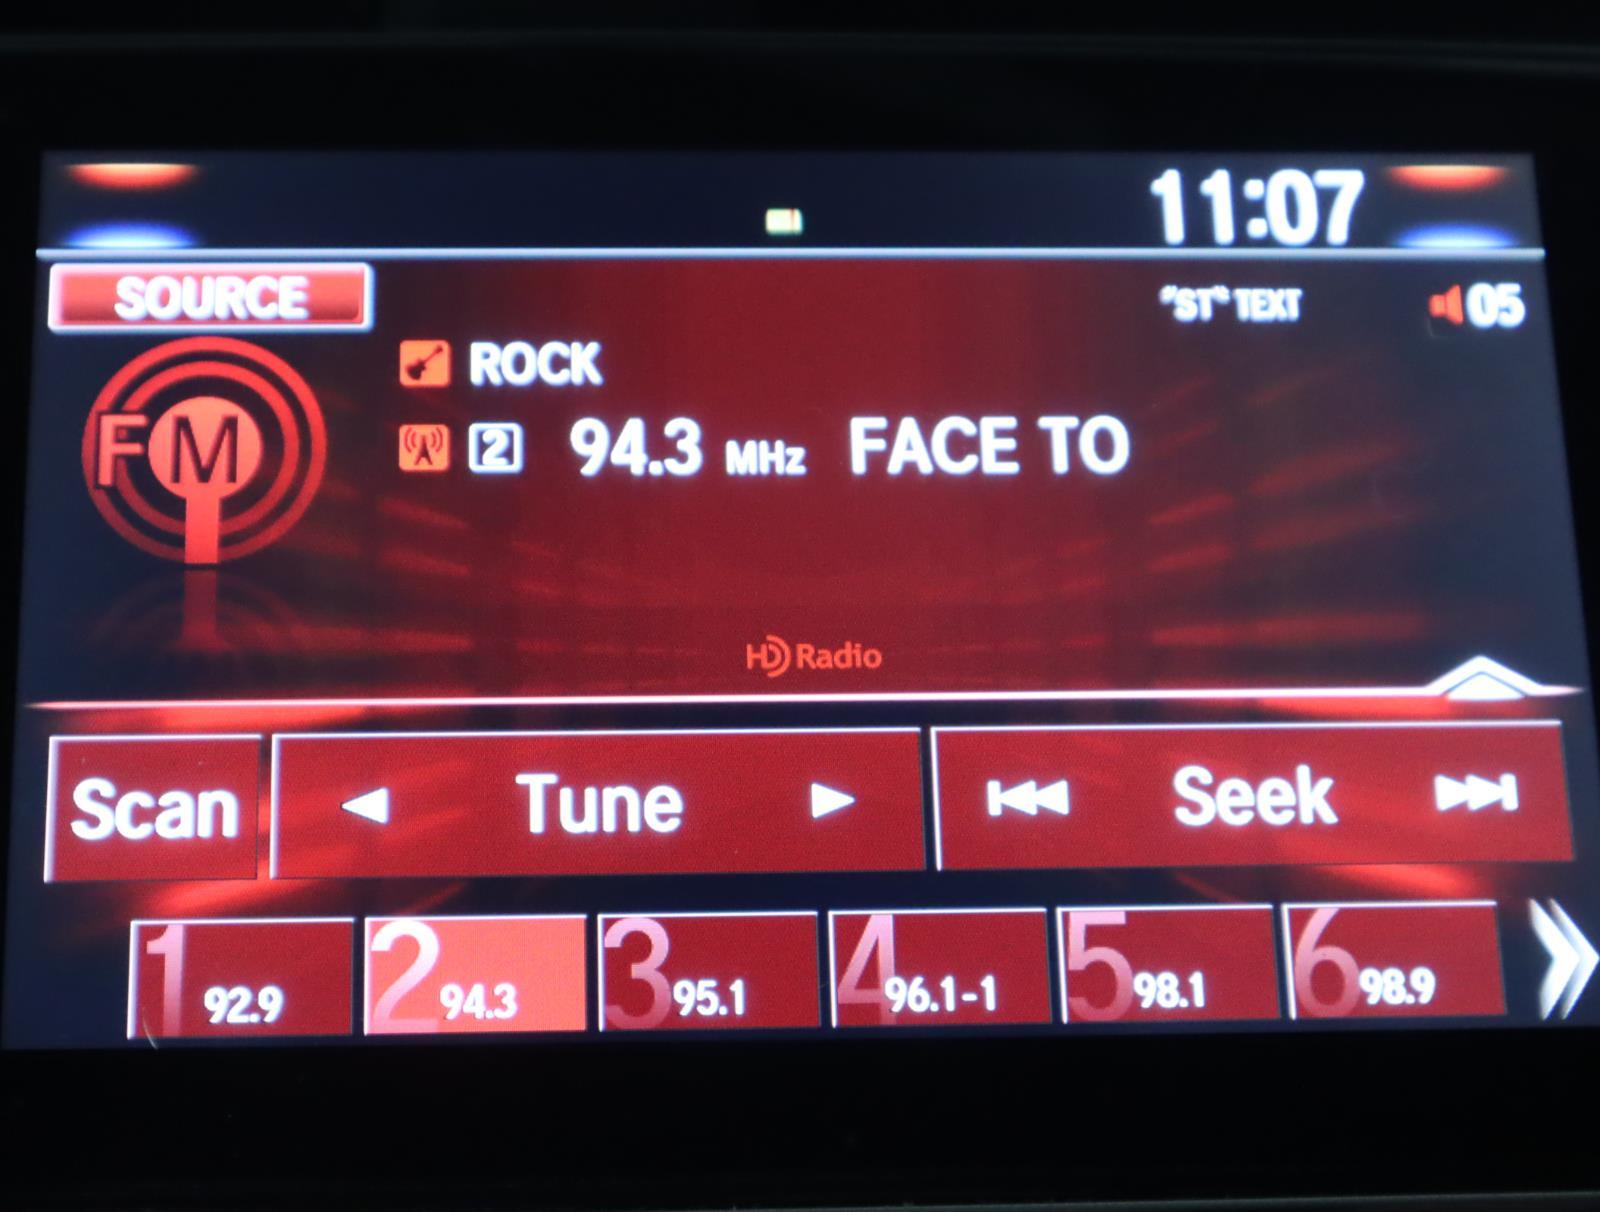 11:07
SOURCE
"ST" TEXT
05
ROCK
FM
2 94.3 MHz FACE TO
HD Radio
Scan Tune Seek
1 92.9 2 94.3 3 95.1 4 96.1-1 5 98.1 6 98.9